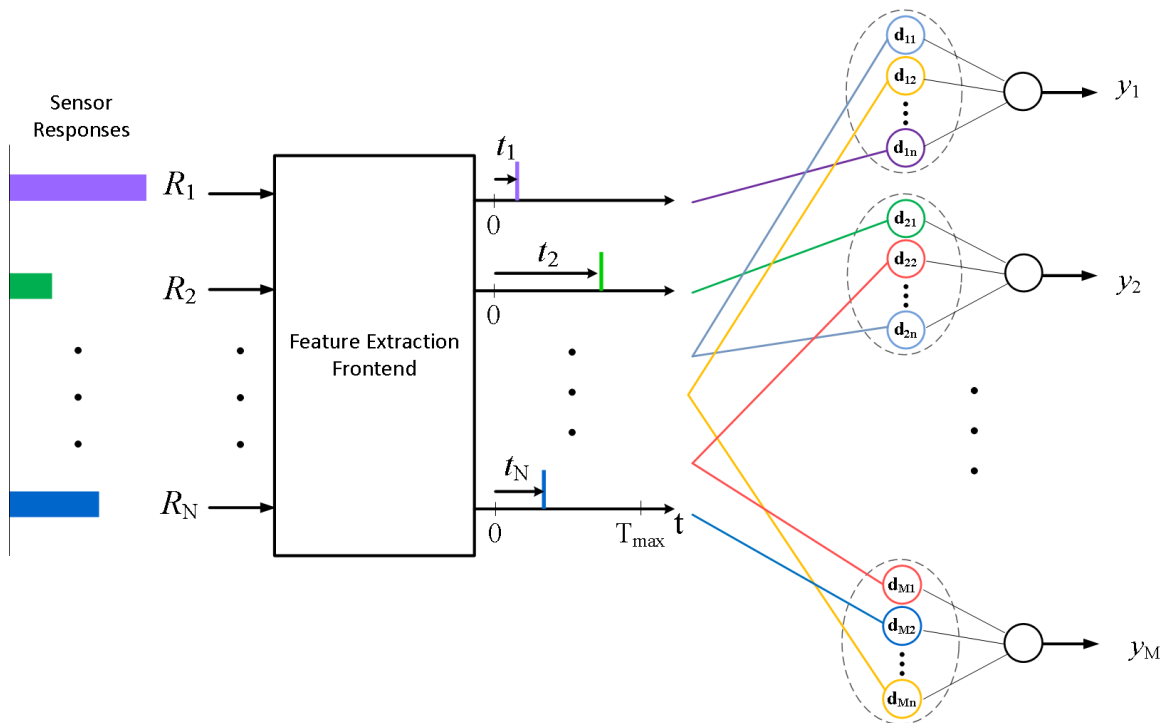 Sensor
Responses
R1
R2
RN
Feature Extraction
Frontend
t1
0
t2
0
tN
0
Tmax
t
d11
d12
d1n
y1
d21
d22
d2n
y2
dM1
dM2
dMn
yM